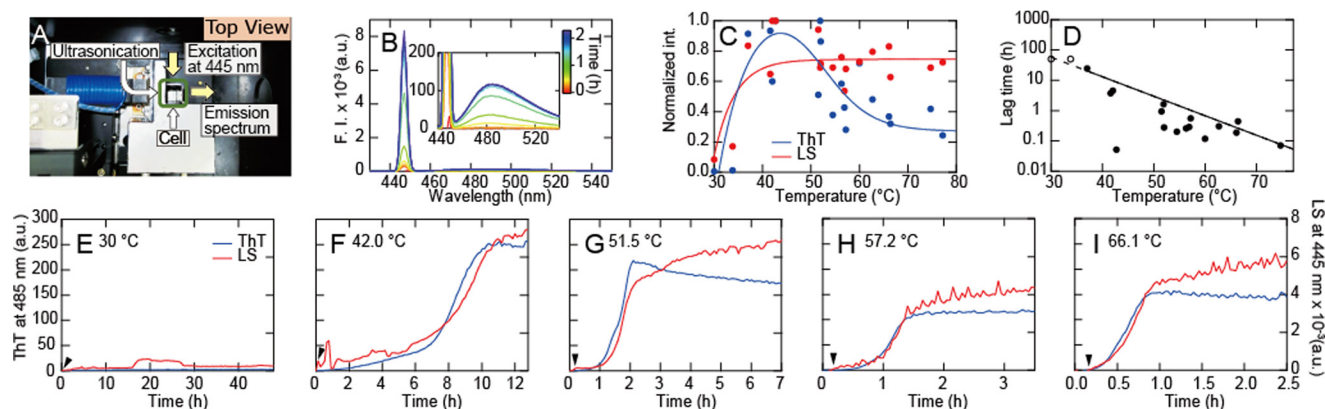 A
Top View
Ultrasonication
Excitation
at 445 nm
Emission
spectrum
Cell
B
F. I. x 10⁻³ (a.u.)
8
6
4
2
0
440 460 480 500 520 540
Wavelength (nm)
200
100
0
440 480 520
2
1
0
Time (h)
C
Normalized int.
1.0
0.8
0.6
0.4
0.2
0.0
ThT
LS
30 40 50 60 70 80
Temperature (°C)
D
Lag time (h)
1000
100
10
1
0.1
0.01
30 40 50 60 70
Temperature (°C)
E 30 °C
ThT
LS
ThT at 485 nm (a.u.)
300
250
200
150
100
50
0
0 10 20 30 40
Time (h)
F 42.0 °C
0 2 4 6 8 10 12
Time (h)
G 51.5 °C
0 1 2 3 4 5 6 7
Time (h)
H 57.2 °C
0 1 2 3
Time (h)
I 66.1 °C
0.0 0.5 1.0 1.5 2.0 2.5
Time (h)
8
6
4
2
0
LS at 445 nm x 10⁻³(a.u.)